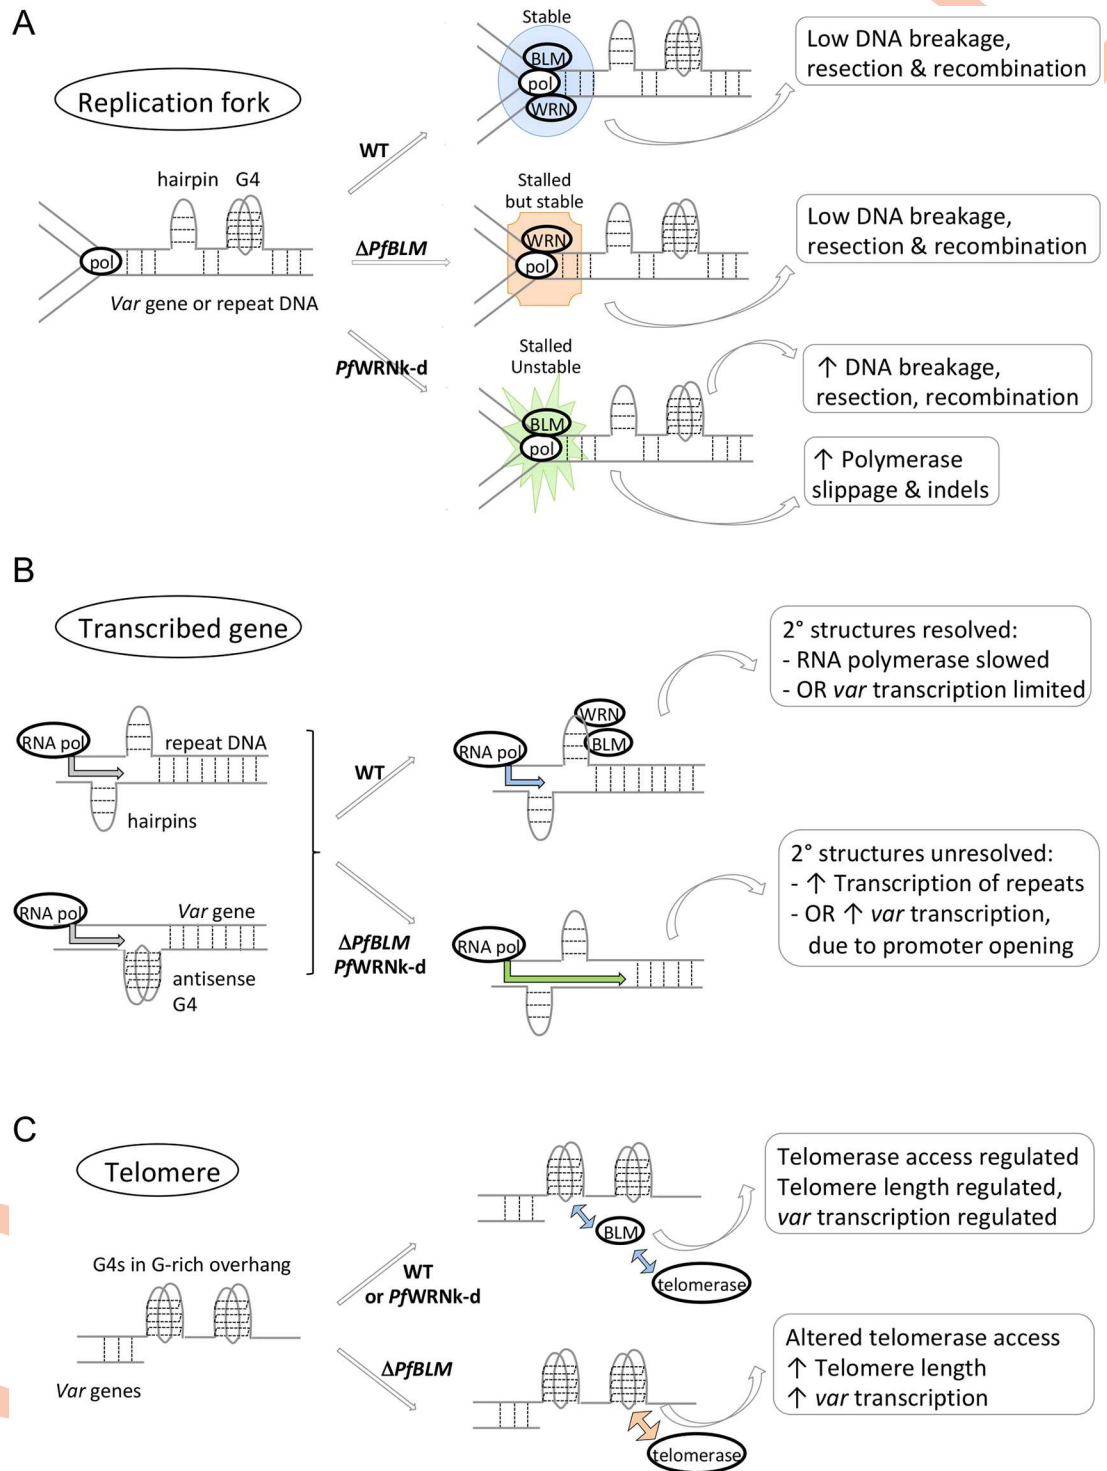 A
Replication fork
hairpin G4
pol
Var gene or repeat DNA
WT
Stable
BLM
pol
WRN
Low DNA breakage,
resection & recombination
ΔPfBLM
Stalled
but stable
WRN
pol
Low DNA breakage,
resection & recombination
PfWRNk-d
Stalled
Unstable
BLM
pol
↑ DNA breakage,
resection, recombination
↑ Polymerase
slippage & indels
B
Transcribed gene
RNA pol
repeat DNA
hairpins
RNA pol
Var gene
antisense
G4
WT
RNA pol
WRN
BLM
2° structures resolved:
- RNA polymerase slowed
- OR var transcription limited
ΔPfBLM
PfWRNk-d
RNA pol
2° structures unresolved:
- ↑ Transcription of repeats
- OR ↑ var transcription,
due to promoter opening
C
Telomere
G4s in G-rich overhang
Var genes
WT
or PfWRNk-d
BLM
telomerase
Telomerase access regulated
Telomere length regulated,
var transcription regulated
ΔPfBLM
telomerase
Altered telomerase access
↑ Telomere length
↑ var transcription